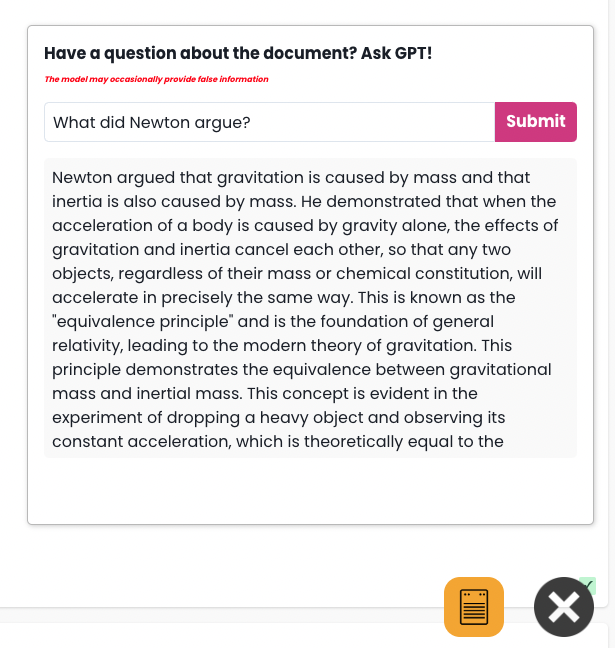 Have a question about the document? Ask GPT!
The model may occasionally provide false information
What did Newton argue?
Submit
Newton argued that gravitation is caused by mass and that
inertia is also caused by mass. He demonstrated that when the
acceleration of a body is caused by gravity alone, the effects of
gravitation and inertia cancel each other, so that any two
objects, regardless of their mass or chemical constitution, will
accelerate in precisely the same way. This is known as the
"equivalence principle" and is the foundation of general
relativity, leading to the modern theory of gravitation. This
principle demonstrates the equivalence between gravitational
mass and inertial mass. This concept is evident in the
experiment of dropping a heavy object and observing its
constant acceleration, which is theoretically equal to the